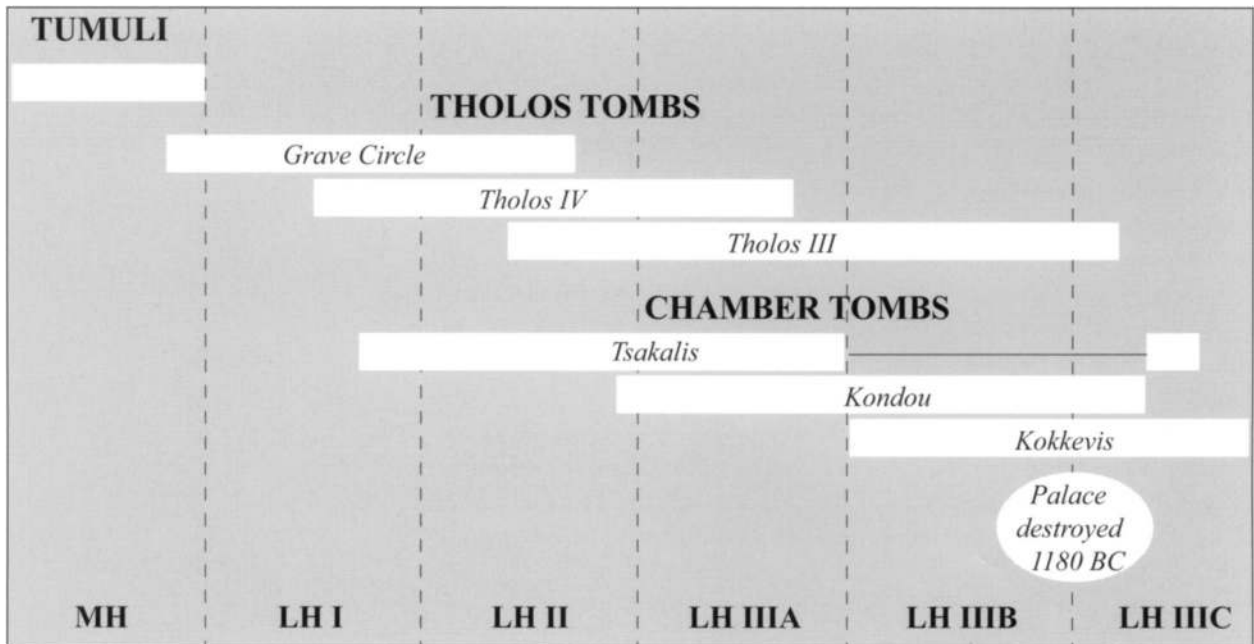 TUMULI
THOLOS TOMBS
Grave Circle
Tholos IV
Tholos III
CHAMBER TOMBS
Tsakalis
Kondou
Kokkevis
Palace
destroyed
1180 BC
MH LH I LH II LH IIIA LH IIIB LH IIIC